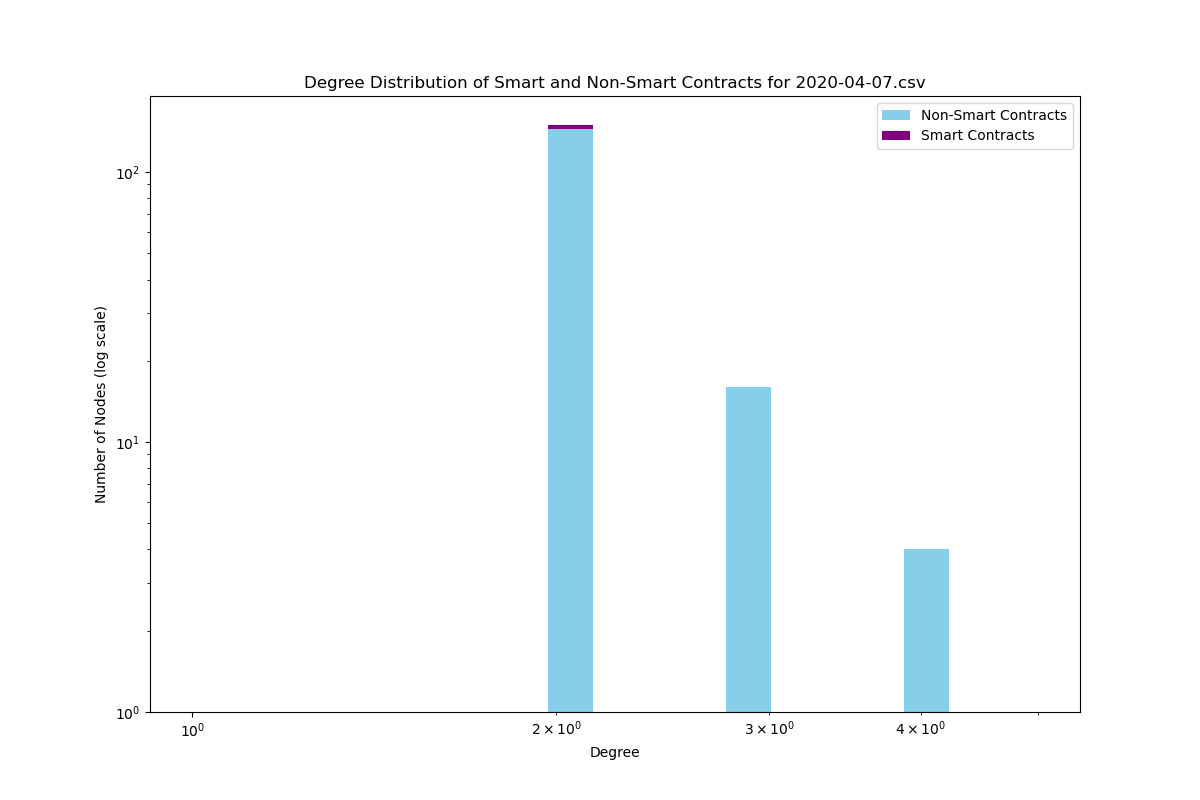 Degree Distribution of Smart and Non-Smart Contracts for 2020-04-07.csv
Non-Smart Contracts
Smart Contracts
Number of Nodes (log scale)
10²
10¹
10⁰
10⁰
2 × 10⁰
3 × 10⁰
4 × 10⁰
Degree